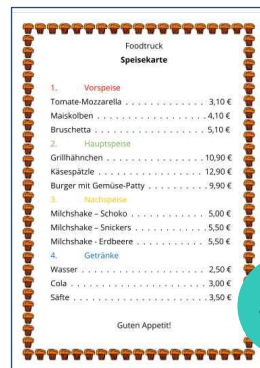 Foodtruck
Speisekarte
1. Vorspeise
Tomate-Mozzarella . . . . . . . . . . . . 3,10 €
Maiskolben . . . . . . . . . . . . . . . . . . 4,10 €
Bruschetta . . . . . . . . . . . . . . . . . . 5,10 €
2. Hauptspeise
Grillhähnchen . . . . . . . . . . . . . . . 10,90 €
Käsespätzle . . . . . . . . . . . . . . . . . 12,90 €
Burger mit Gemüse-Patty . . . . . . . 9,90 €
3. Nachspeise
Milchshake – Schoko . . . . . . . . . . 5,00 €
Milchshake – Snickers . . . . . . . . . . 5,50 €
Milchshake - Erdbeere . . . . . . . . . 5,50 €
4. Getränke
Wasser . . . . . . . . . . . . . . . . . . . . . 2,50 €
Cola . . . . . . . . . . . . . . . . . . . . . . . 3,00 €
Säfte . . . . . . . . . . . . . . . . . . . . . . . 3,50 €
Guten Appetit!